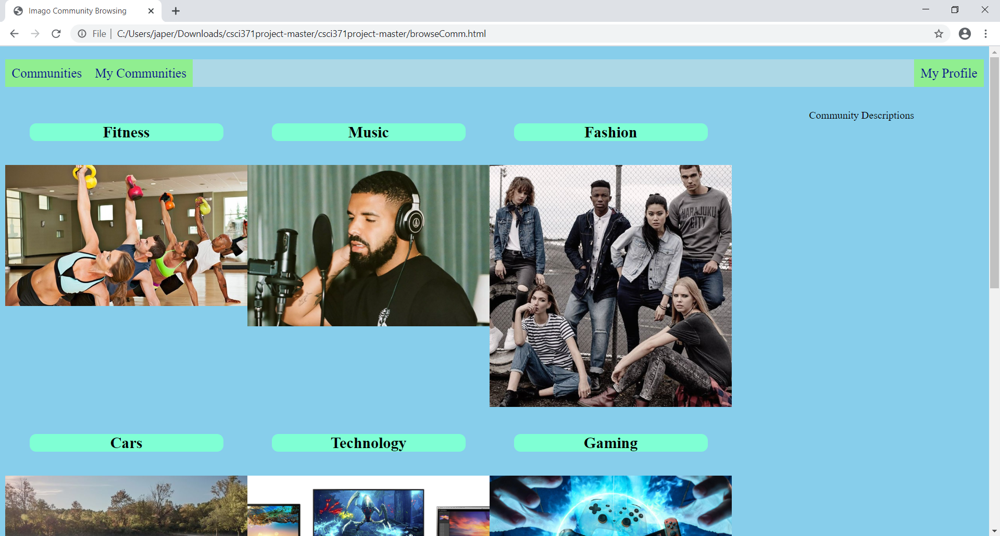 Imago Community Browsing
File | C:/Users/japer/Downloads/csci371project-master/csci371project-master/browseComm.html
Communities My Communities My Profile
Community Descriptions
Fitness Music Fashion
HARAJUKU
CITY
Cars Technology Gaming